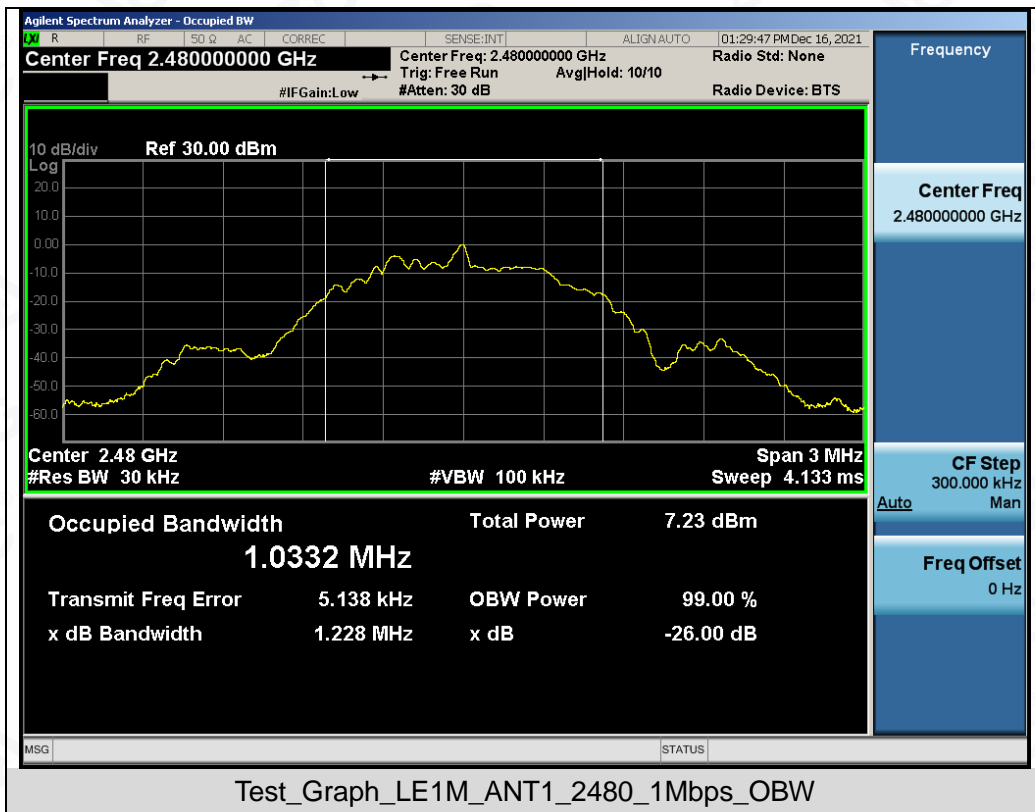 Agilent Spectrum Analyzer - Occupied BW
LXI R RF 50 Ω AC CORREC SENSE:INT ALIGN AUTO 01:29:47 PM Dec 16, 2021
Center Freq 2.480000000 GHz
Center Freq: 2.480000000 GHz
Radio Std: None
Trig: Free Run Avg|Hold: 10/10
#IFGain:Low
#Atten: 30 dB
Radio Device: BTS
Frequency
10 dB/div Ref 30.00 dBm
Log
20.0
10.0
0.00
-10.0
-20.0
-30.0
-40.0
-50.0
-60.0
Center 2.48 GHz
Span 3 MHz
#Res BW 30 kHz
#VBW 100 kHz
Sweep 4.133 ms
Center Freq
2.480000000 GHz
CF Step
300.000 kHz
Auto Man
Freq Offset
0 Hz
Occupied Bandwidth
1.0332 MHz
Total Power 7.23 dBm
Transmit Freq Error 5.138 kHz
OBW Power 99.00 %
x dB Bandwidth 1.228 MHz
x dB -26.00 dB
MSG
STATUS
Test_Graph_LE1M_ANT1_2480_1Mbps_OBW